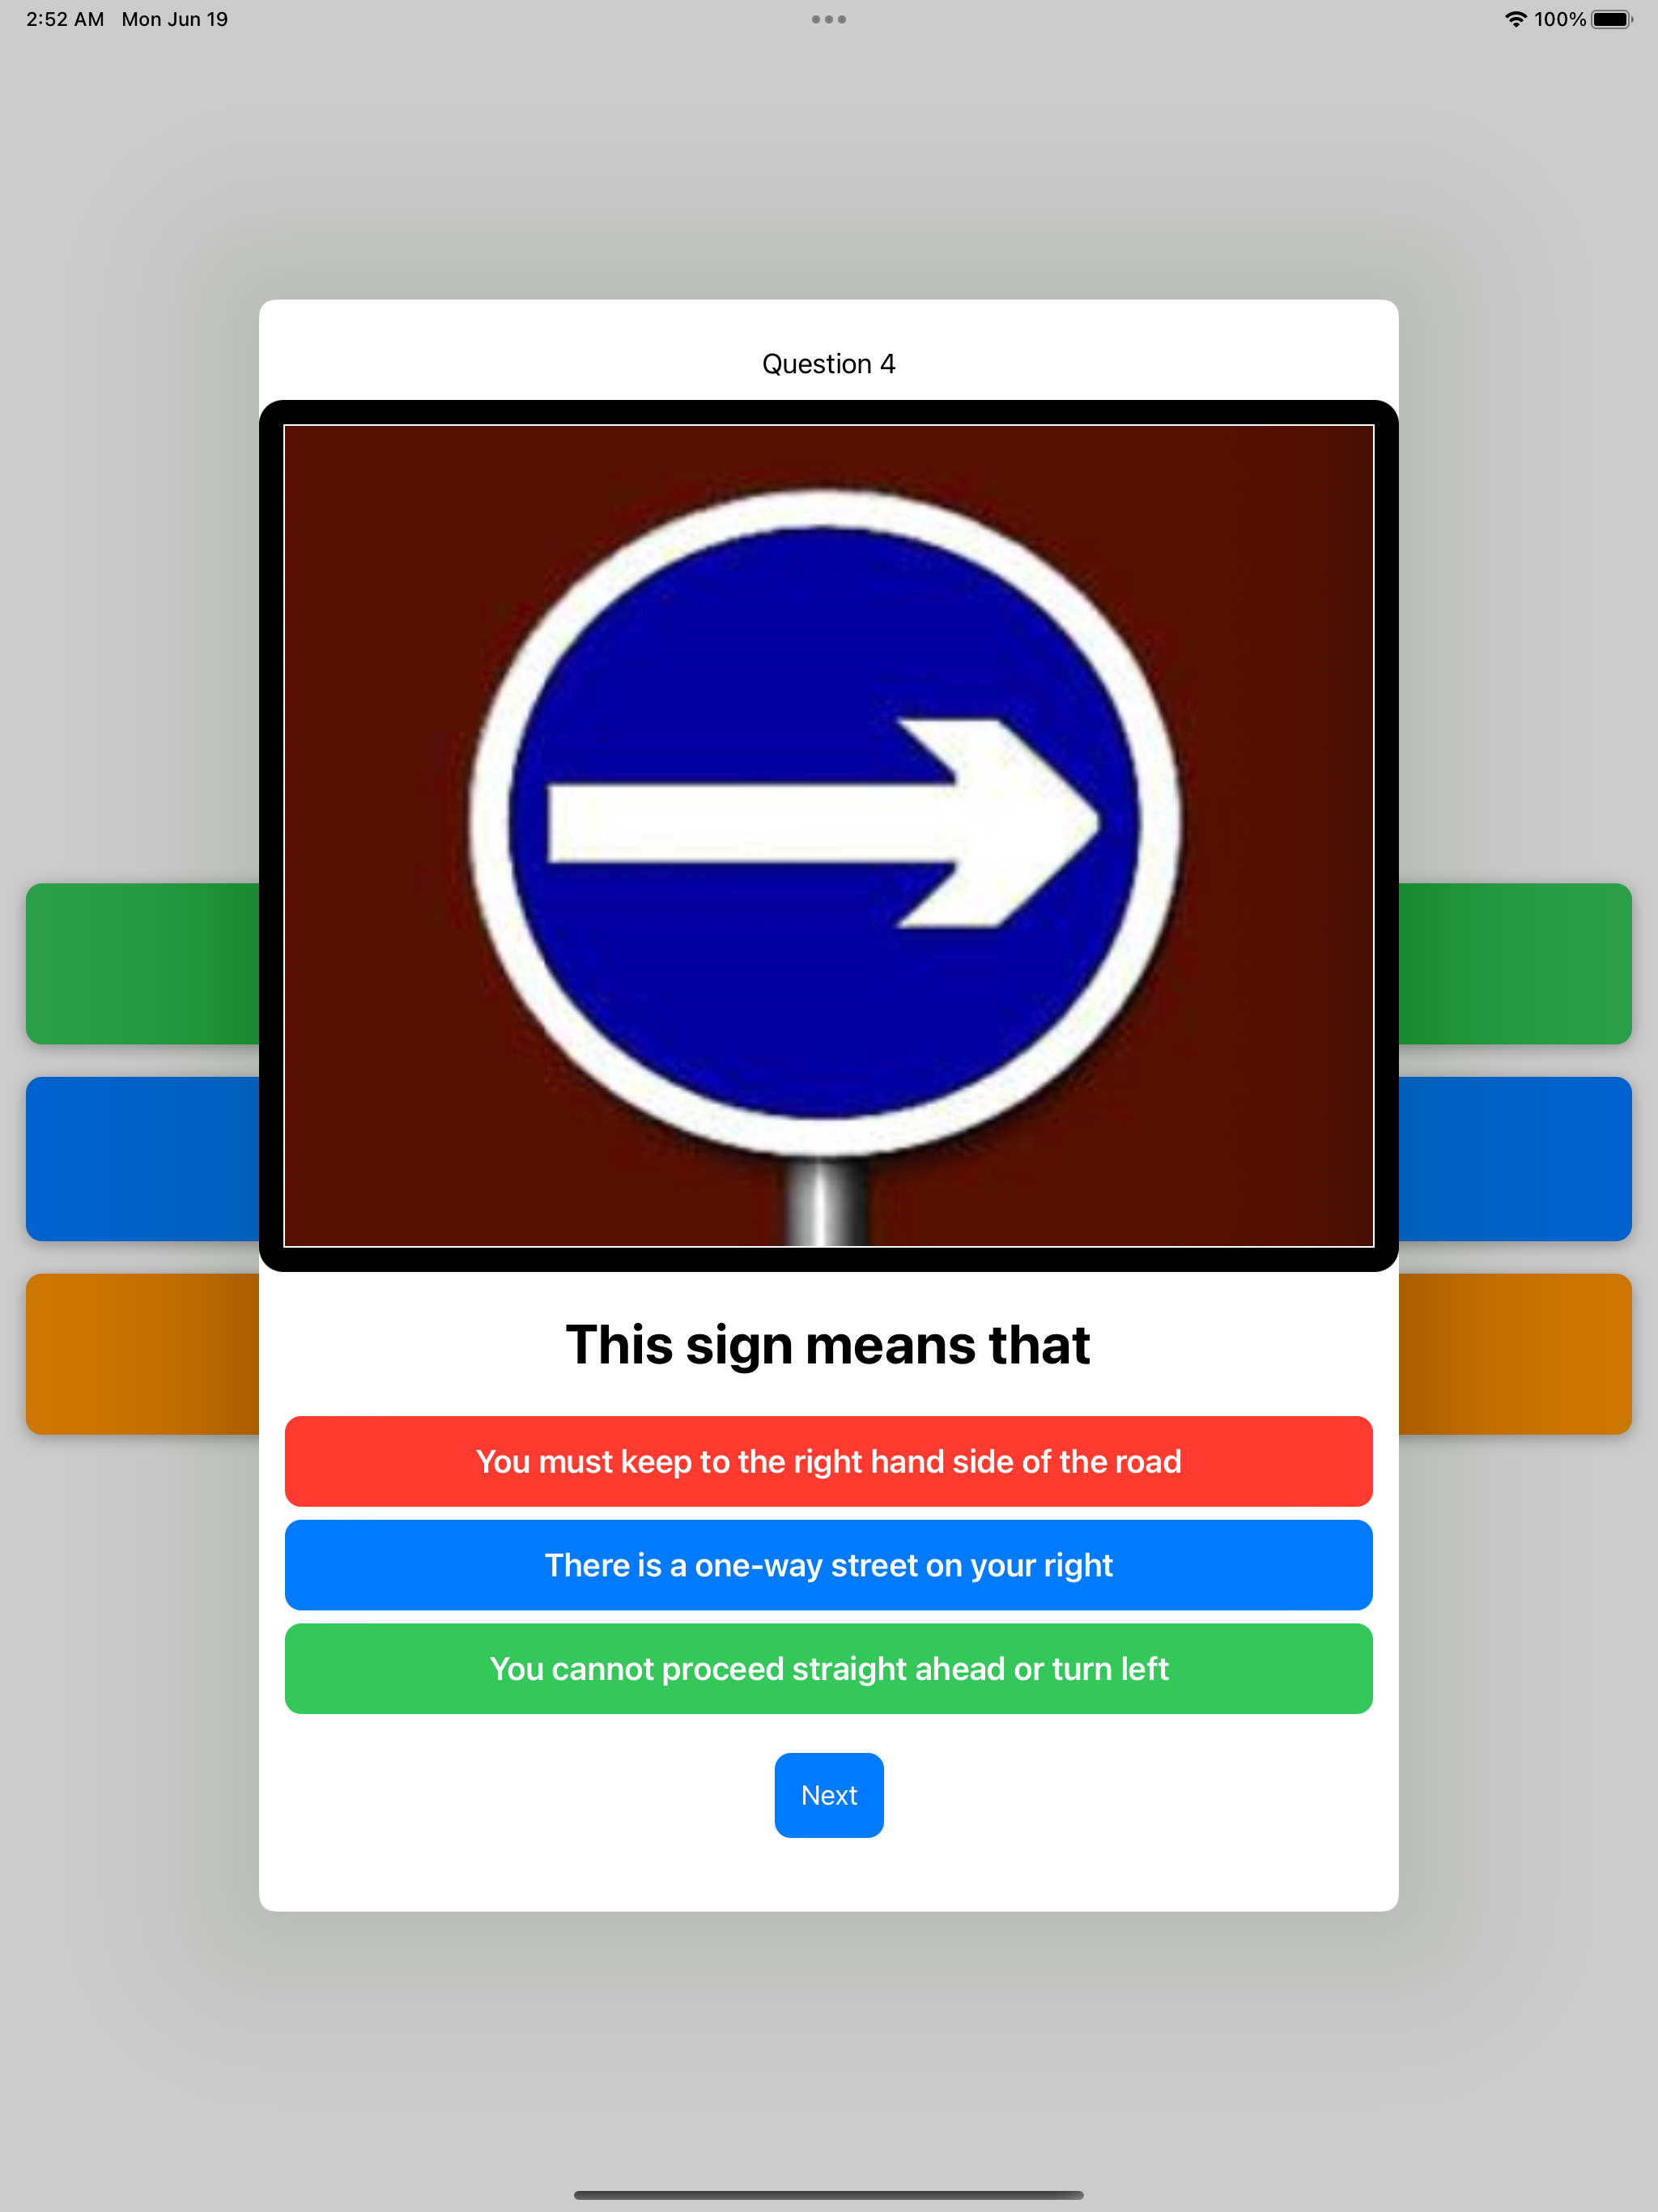 2:52 AM Mon Jun 19
100%
Question 4
This sign means that
You must keep to the right hand side of the road
There is a one-way street on your right
You cannot proceed straight ahead or turn left
Next